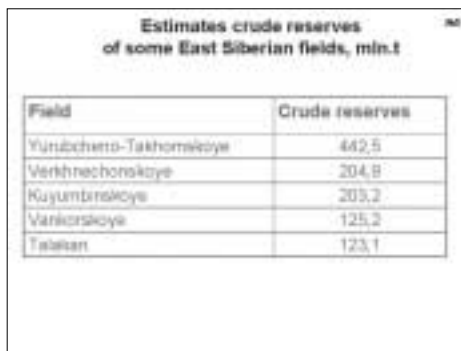 Estimates crude reserves
of some East Siberian fields, mln.t
Field Crude reserves
Yurubcheno-Takhomskoye 442,5
Verkhnechonskoye 204,9
Kuyumbinskoye 203,2
Vankorskoye 125,2
Talakan 123,1